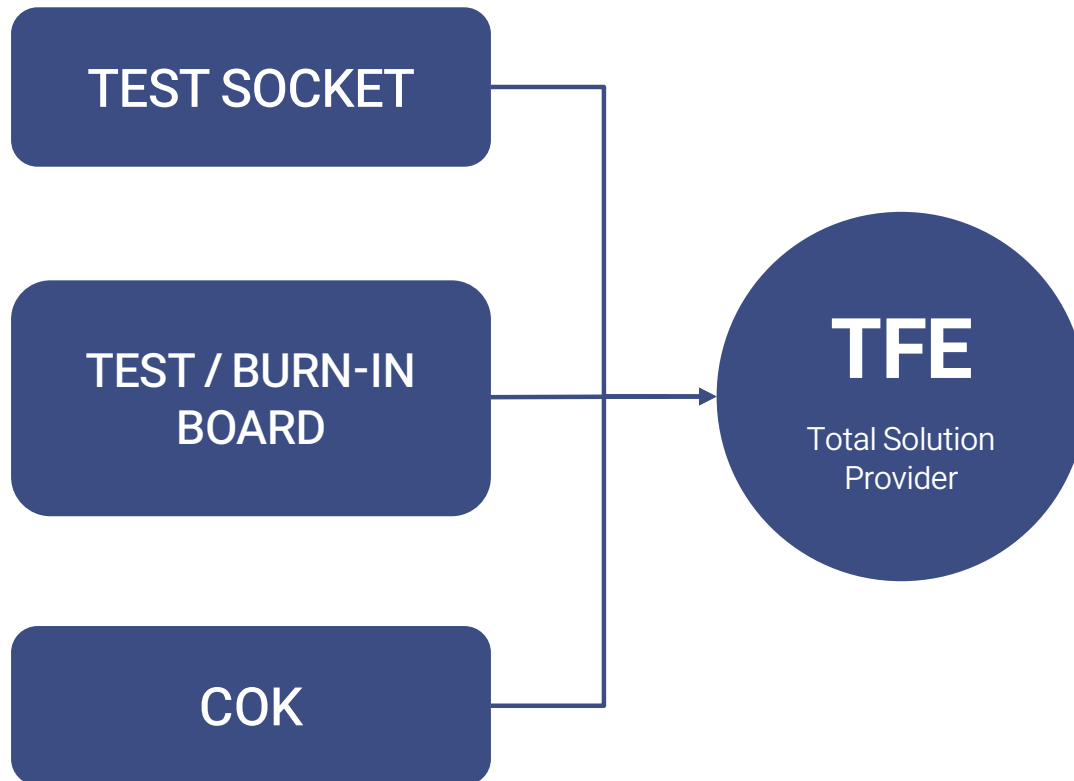 TEST SOCKET
TEST / BURN-IN
BOARD
COK
TFE
Total Solution
Provider